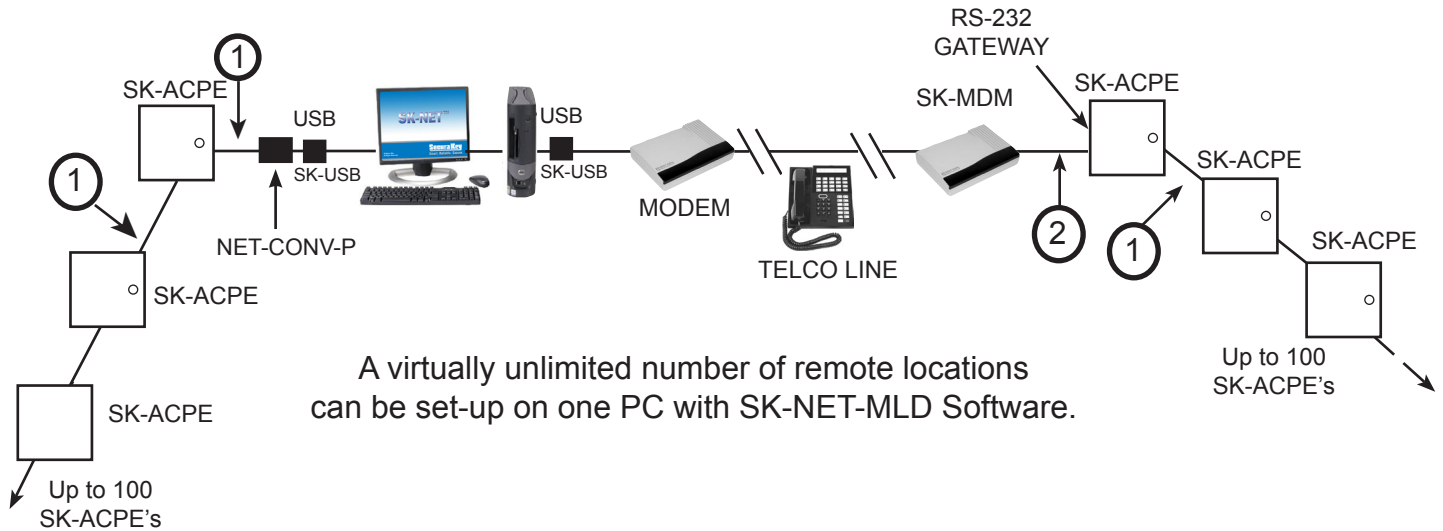 RS-232
GATEWAY
1
SK-ACPE
SK-ACPE
USB
SK-NET™
SecuraKey
USB
SK-MDM
SK-USB
SK-USB
SK-ACPE
1
NET-CONV-P
MODEM
TELCO LINE
2
1
SK-ACPE
SK-ACPE
A virtually unlimited number of remote locations
can be set-up on one PC with SK-NET-MLD Software.
Up to 100
SK-ACPE's
SK-ACPE
Up to 100
SK-ACPE's